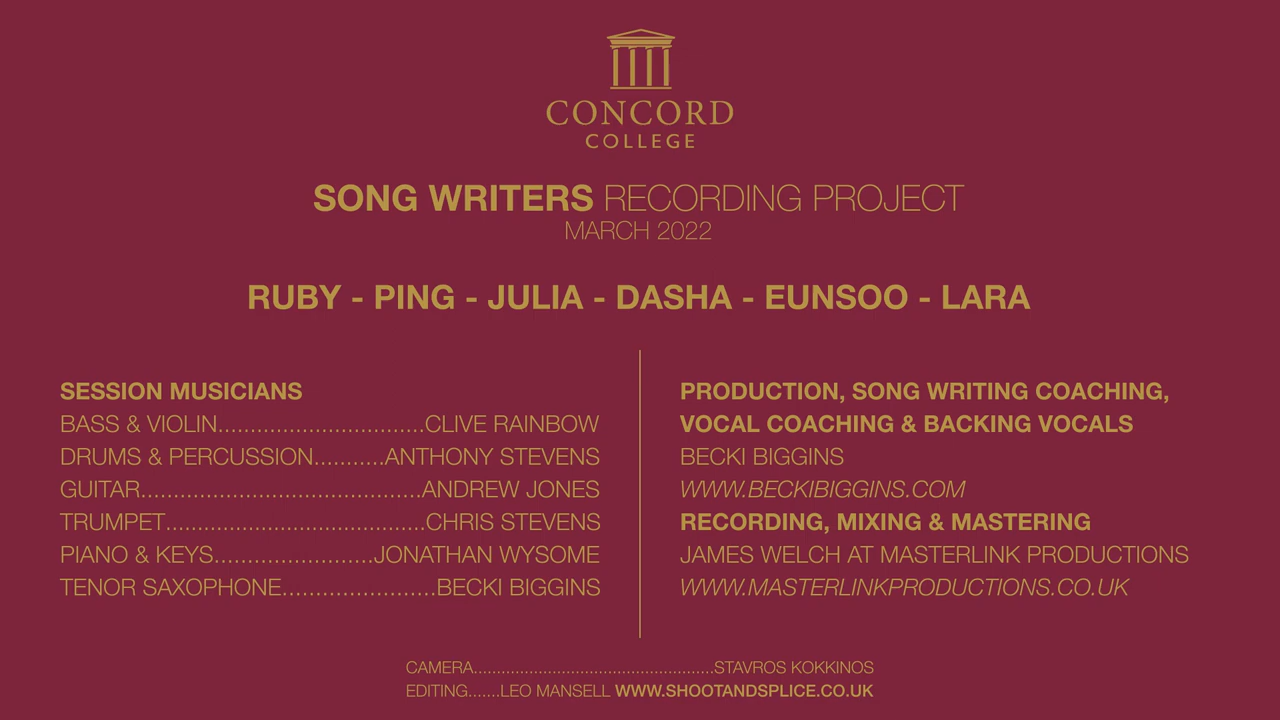 CONCORD
COLLEGE
SONG WRITERS RECORDING PROJECT
MARCH 2022
RUBY - PING - JULIA - DASHA - EUNSOO - LARA
SESSION MUSICIANS
BASS & VIOLIN................................CLIVE RAINBOW
DRUMS & PERCUSSION...........ANTHONY STEVENS
GUITAR...........................................ANDREW JONES
TRUMPET.......................................CHRIS STEVENS
PIANO & KEYS........................JONATHAN WYSOME
TENOR SAXOPHONE.......................BECKI BIGGINS
PRODUCTION, SONG WRITING COACHING,
VOCAL COACHING & BACKING VOCALS
BECKI BIGGINS
WWW.BECKIBIGGINS.COM
RECORDING, MIXING & MASTERING
JAMES WELCH AT MASTERLINK PRODUCTIONS
WWW.MASTERLINKPRODUCTIONS.CO.UK
CAMERA....................................................STAVROS KOKKINOS
EDITING.......LEO MANSELL WWW.SHOOTANDSPLICE.CO.UK